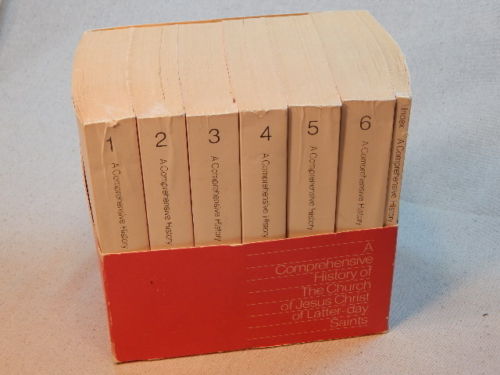 1
A Comprehensive History
2
A Comprehensive History
3
A Comprehensive History
4
A Comprehensive History
5
A Comprehensive History
6
A Comprehensive History
Index
A Comprehensive History
A
Comprehensive
History of
The Church
of Jesus Christ
of Latter-day
Saints